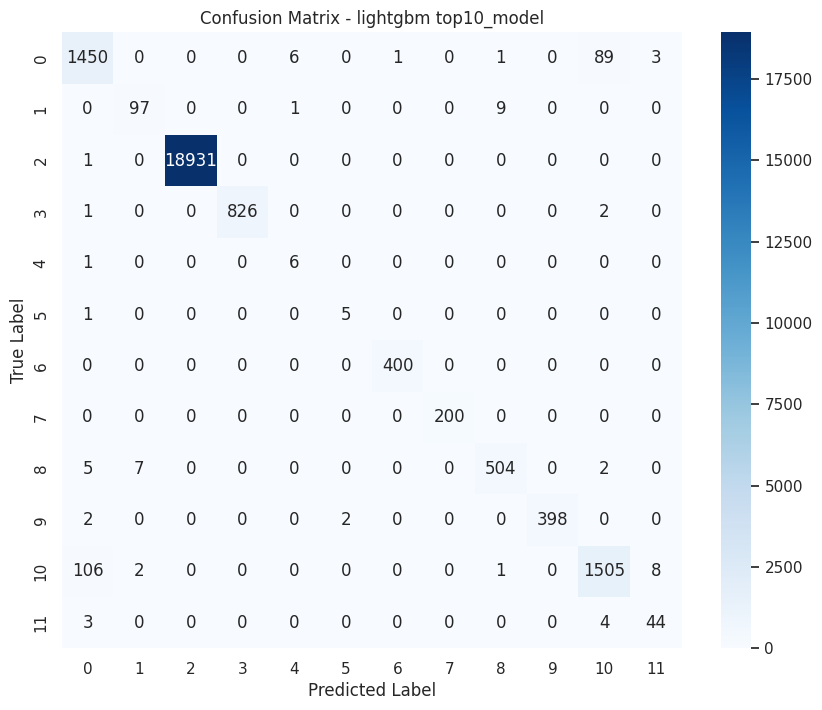 Confusion Matrix - lightgbm top10_model
0 1450 0 0 0 6 0 1 0 1 0 89 3
1 0 97 0 0 1 0 0 0 9 0 0 0
2 1 0 18931 0 0 0 0 0 0 0 0 0
3 1 0 0 826 0 0 0 0 0 0 2 0
4 1 0 0 0 6 0 0 0 0 0 0 0
5 1 0 0 0 0 5 0 0 0 0 0 0
6 0 0 0 0 0 0 400 0 0 0 0 0
7 0 0 0 0 0 0 0 200 0 0 0 0
8 5 7 0 0 0 0 0 0 504 0 2 0
9 2 0 0 0 0 2 0 0 0 398 0 0
10 106 2 0 0 0 0 0 0 1 0 1505 8
11 3 0 0 0 0 0 0 0 0 0 4 44
0 1 2 3 4 5 6 7 8 9 10 11
Predicted Label
True Label
17500
15000
12500
10000
7500
5000
2500
0